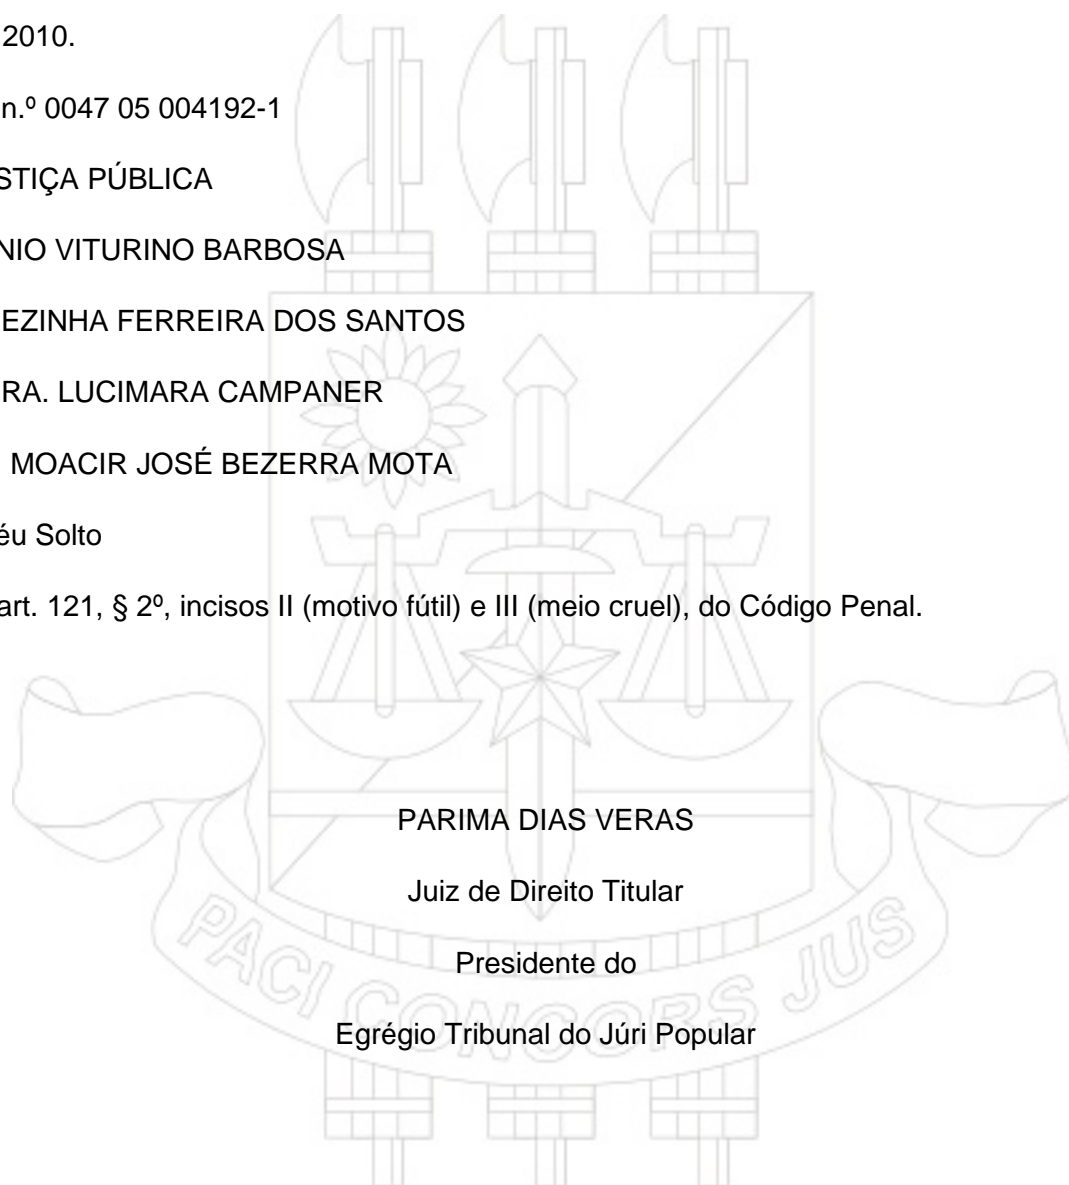 2010.
n.º 0047 05 004192-1
STIÇA PÚBLICA
NIO VITURINO BARBOSA
EZINHA FERREIRA DOS SANTOS
RA. LUCIMARA CAMPANER
MOACIR JOSÉ BEZERRA MOTA
éu Solto
art. 121, § 2º, incisos II (motivo fútil) e III (meio cruel), do Código Penal.
PARIMA DIAS VERAS
Juiz de Direito Titular
Presidente do
Egrégio Tribunal do Júri Popular
PACI CONCORS JUS